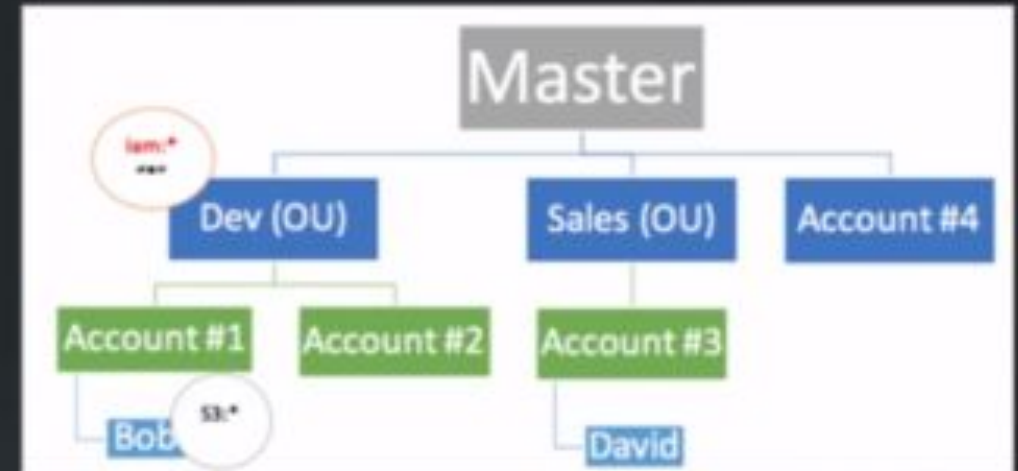 Master
iam:*
"*"
Dev (OU)
Sales (OU)
Account #4
Account #1
Account #2
Account #3
S3:*
Bob
David